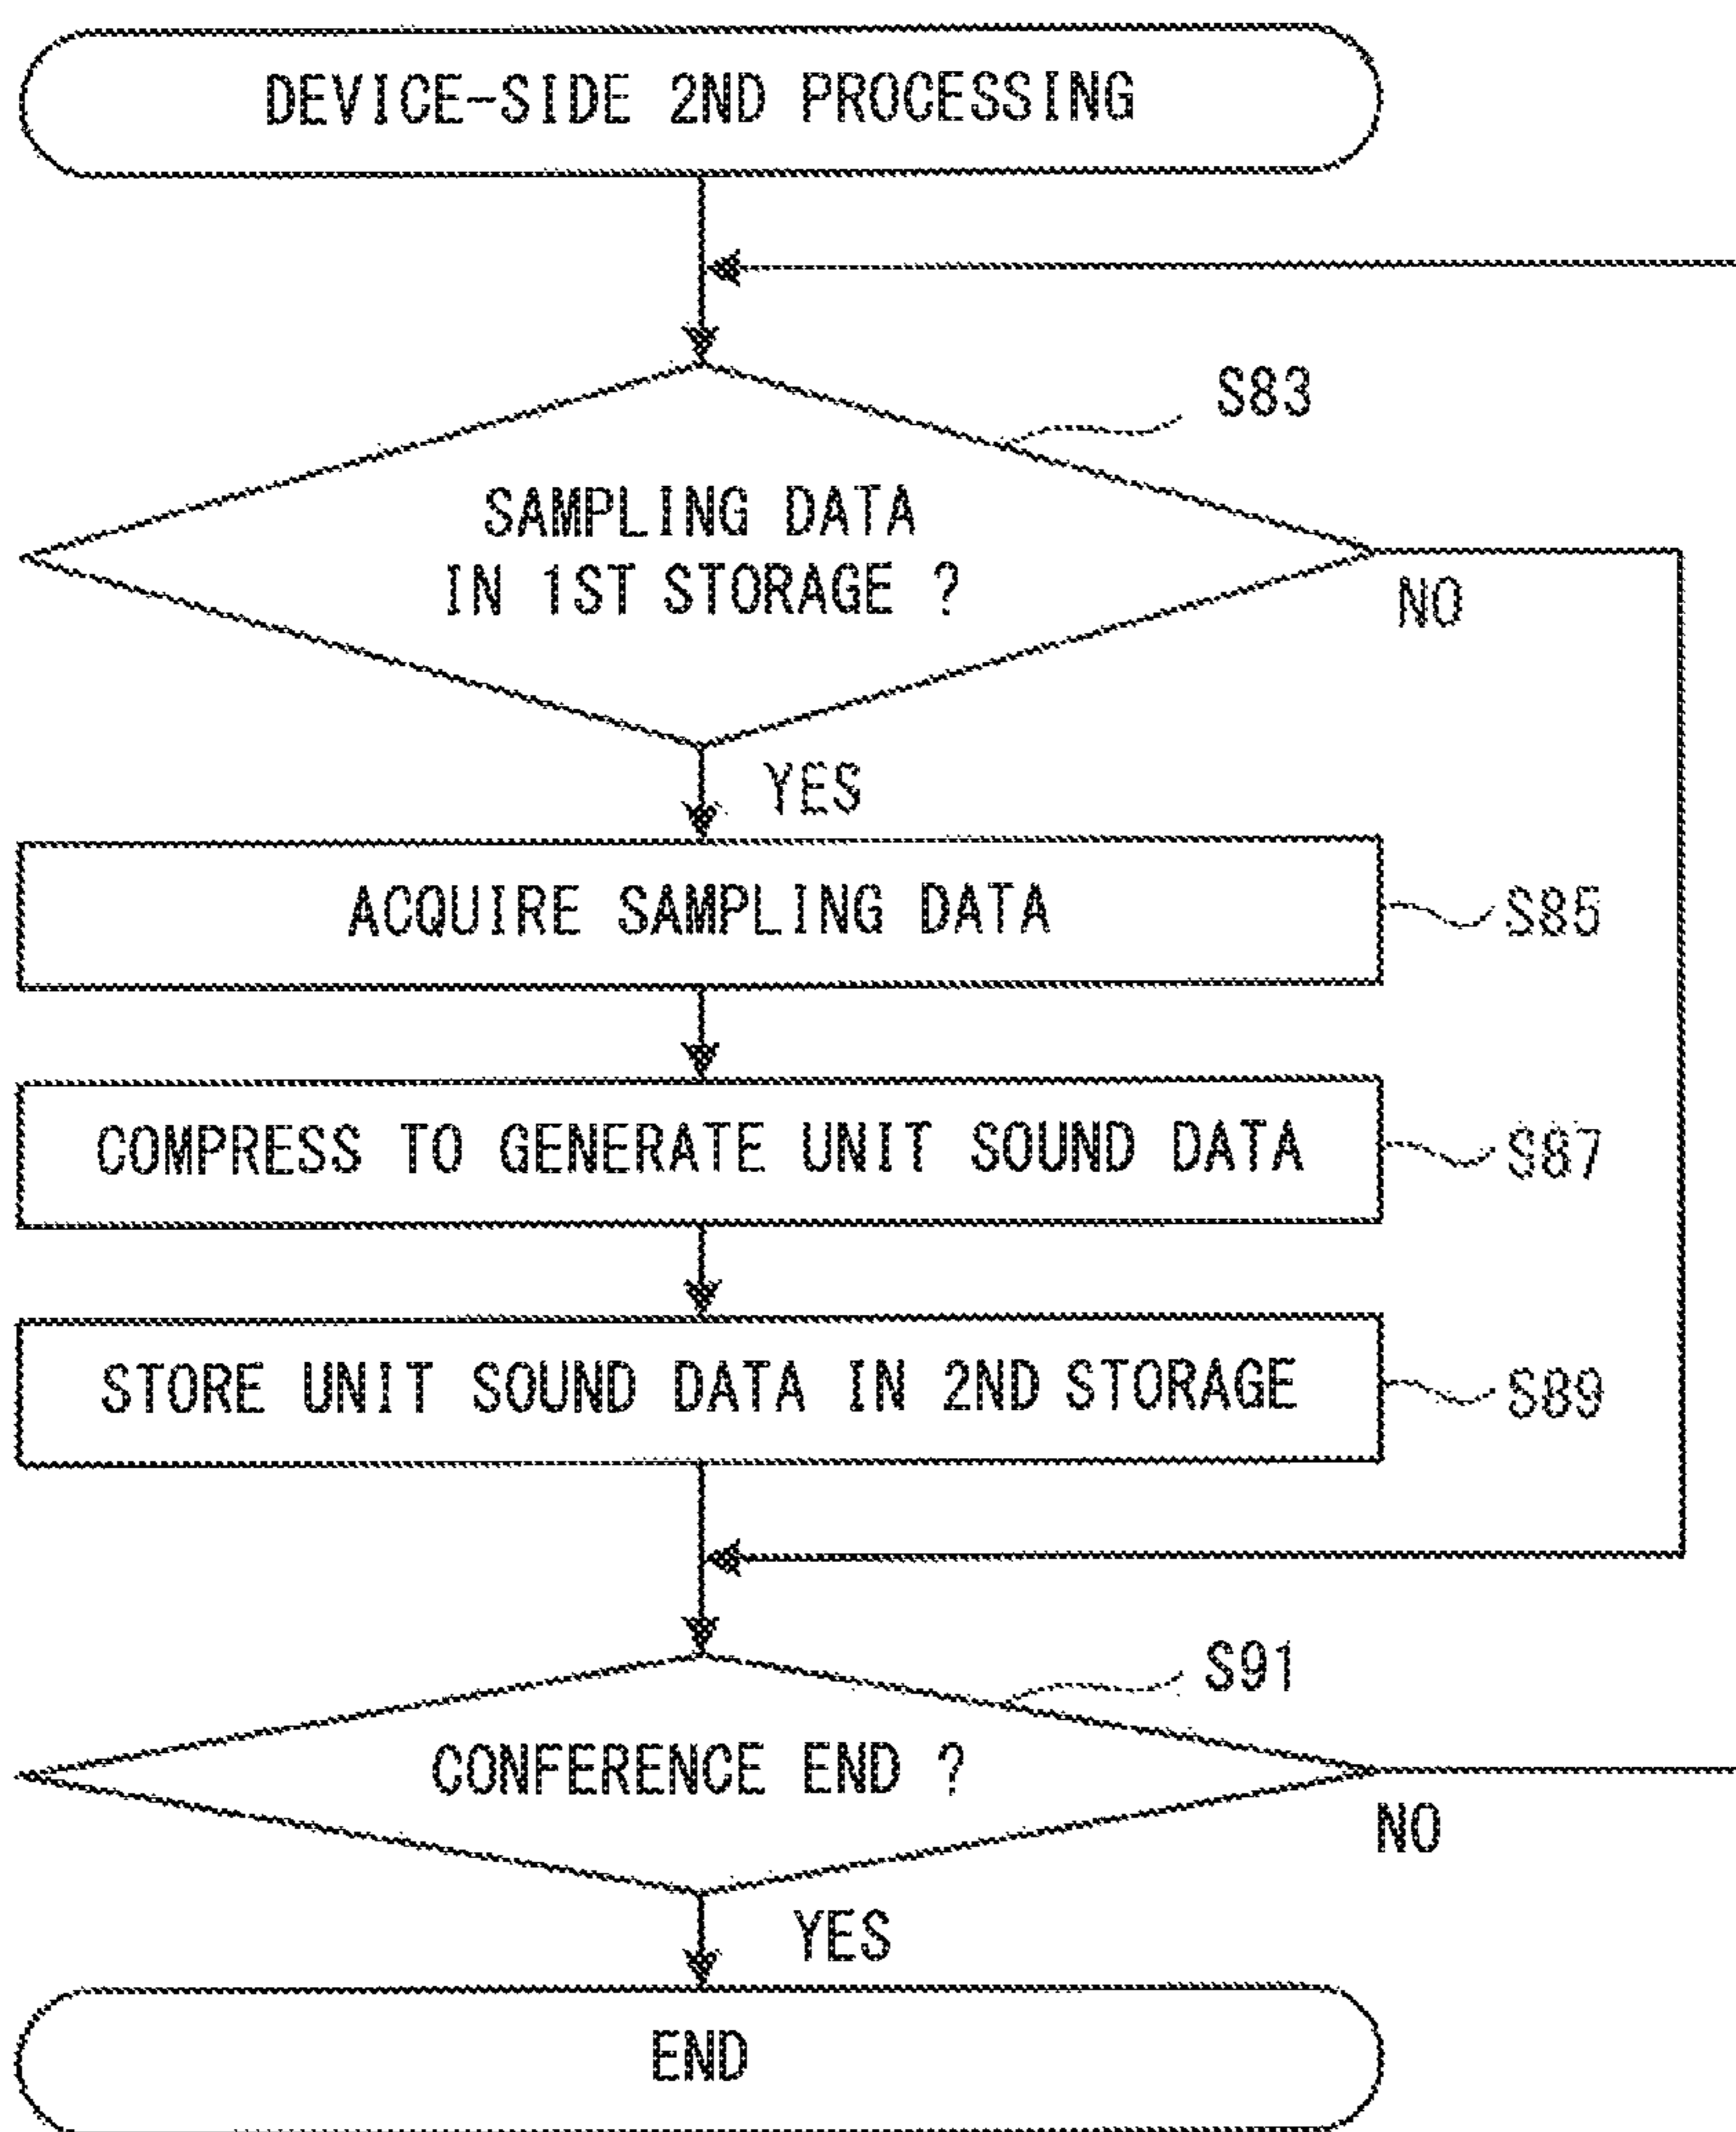 DEVICE-SIDE 2ND PROCESSING
S83
SAMPLING DATA
IN 1ST STORAGE ?
NO
YES
ACQUIRE SAMPLING DATA
S85
COMPRESS TO GENERATE UNIT SOUND DATA
S87
STORE UNIT SOUND DATA IN 2ND STORAGE
S89
S91
CONFERENCE END ?
NO
YES
END